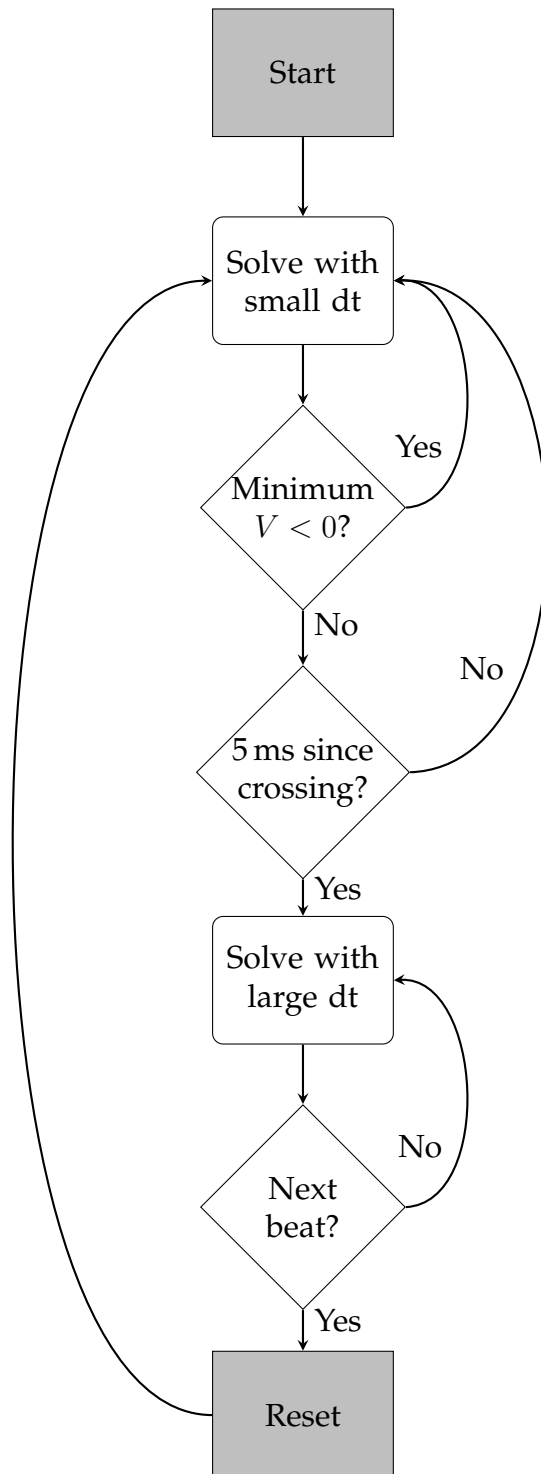 Start
Solve with
small dt
Yes
Minimum
V < 0?
No
No
5 ms since
crossing?
Yes
Solve with
large dt
No
Next
beat?
Yes
Reset